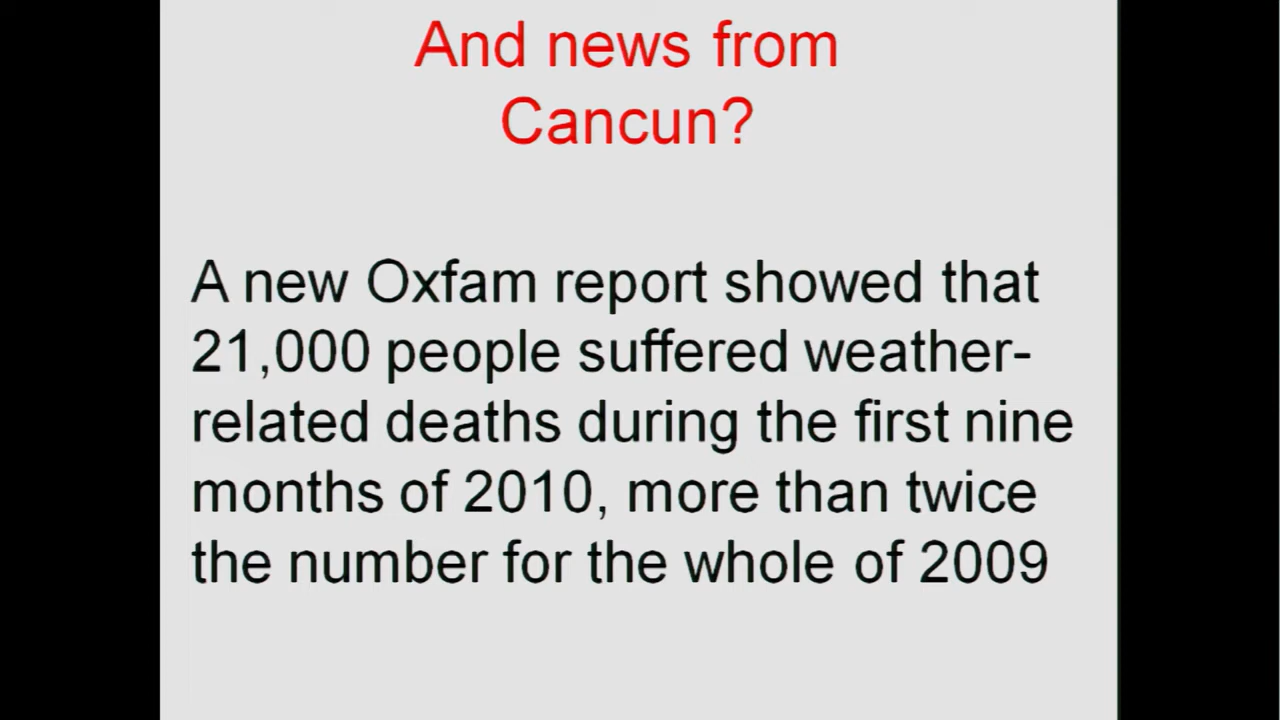 And news from
Cancun?
A new Oxfam report showed that
21,000 people suffered weather-
related deaths during the first nine
months of 2010, more than twice
the number for the whole of 2009